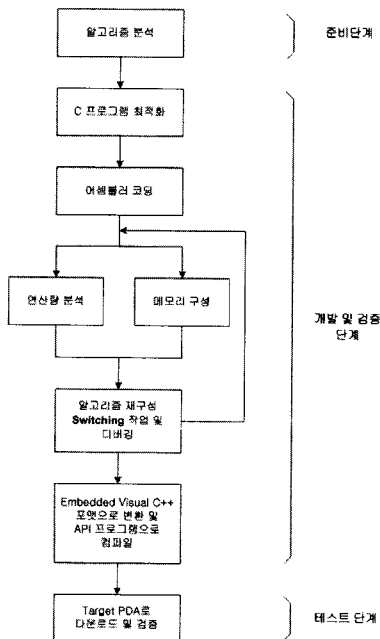 알고리즘 분석
준비단계
C 프로그램 최적화
어셈블러 코딩
연산량 분석
메모리 구성
개발 및 검증
단계
알고리즘 재구성
Switching 작업 및
디버깅
Embedded Visual C++
포맷으로 변환 및
API 프로그램으로
컴파일
Target PDA로
다운로드 및 검증
테스트 단계